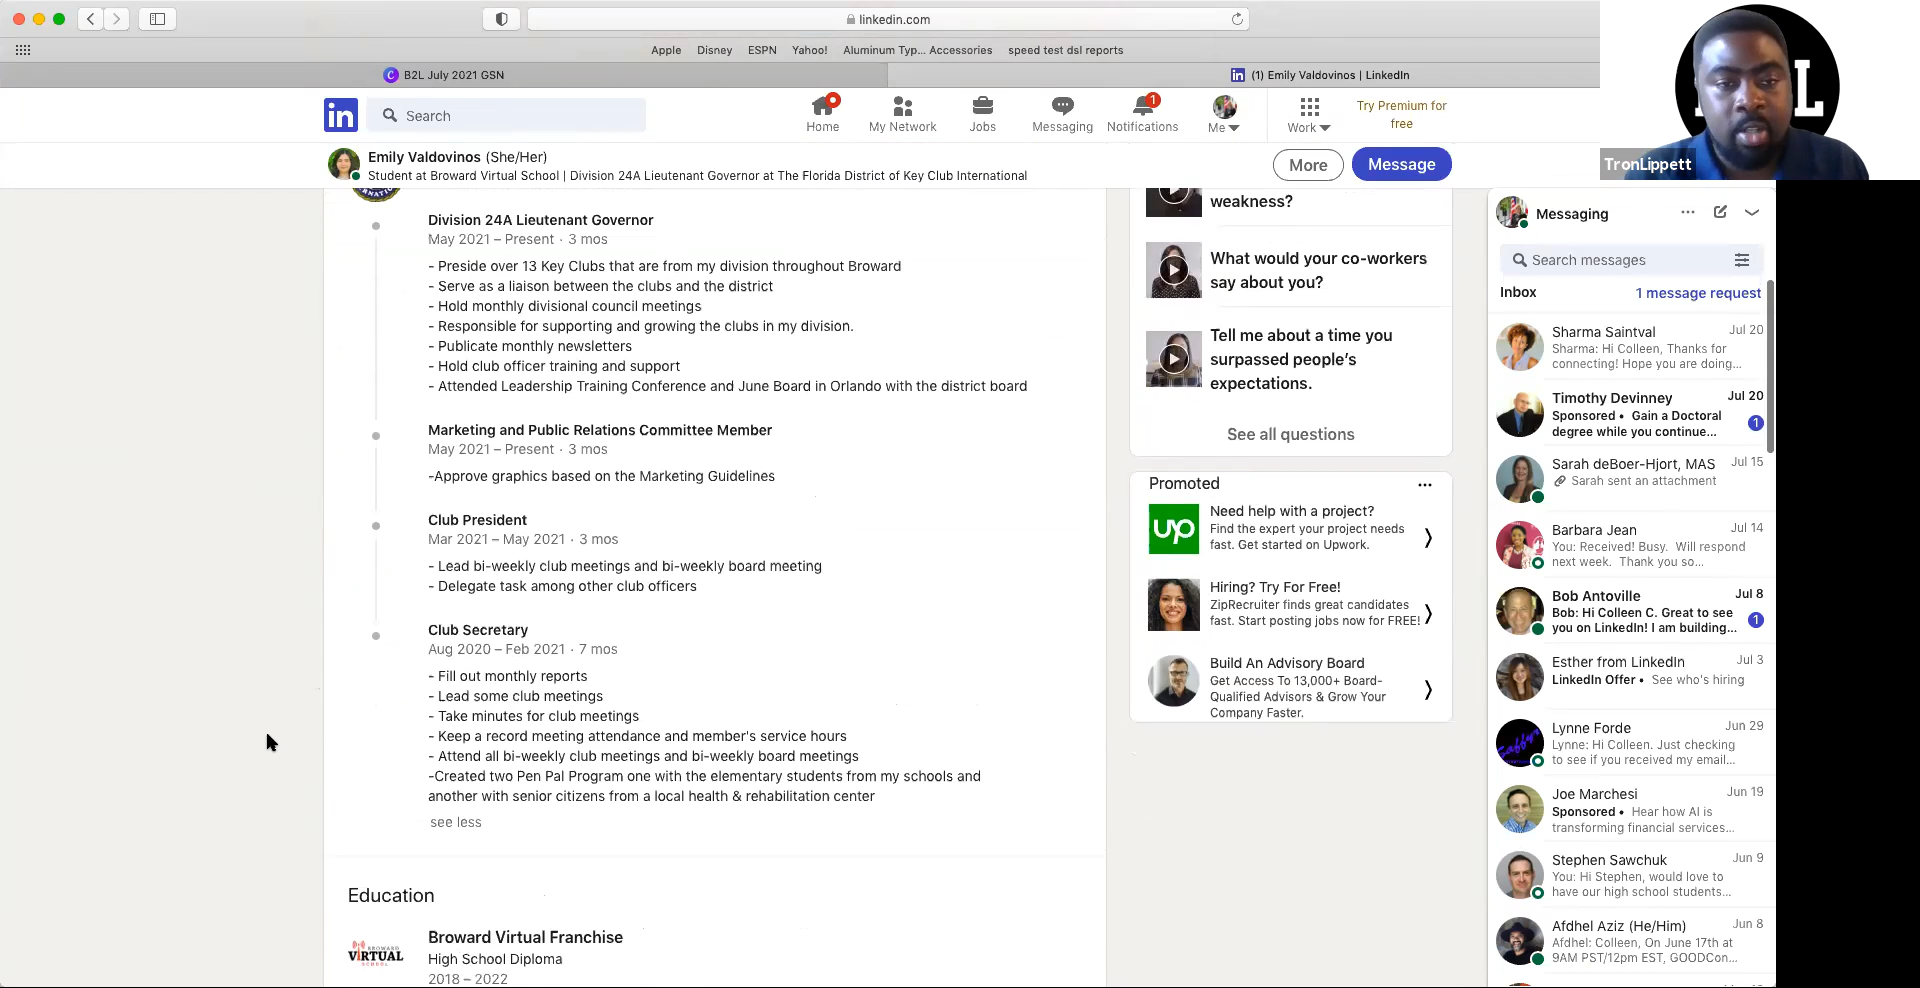 linkedin.com
Apple Disney ESPN Yahoo! Aluminum Typ... Accessories speed test dsl reports
B2L July 2021 GSN
(1) Emily Valdovinos | LinkedIn
in
Search
Home
My Network
Jobs
Messaging
1
Notifications
Me
Work
Try Premium for
free
L
TronLippett
Emily Valdovinos (She/Her)
Student at Broward Virtual School | Division 24A Lieutenant Governor at The Florida District of Key Club International
More
Message
Division 24A Lieutenant Governor
May 2021 – Present · 3 mos
- Preside over 13 Key Clubs that are from my division throughout Broward
- Serve as a liaison between the clubs and the district
- Hold monthly divisional council meetings
- Responsible for supporting and growing the clubs in my division.
- Publicate monthly newsletters
- Hold club officer training and support
- Attended Leadership Training Conference and June Board in Orlando with the district board
Marketing and Public Relations Committee Member
May 2021 – Present · 3 mos
-Approve graphics based on the Marketing Guidelines
Club President
Mar 2021 – May 2021 · 3 mos
- Lead bi-weekly club meetings and bi-weekly board meeting
- Delegate task among other club officers
Club Secretary
Aug 2020 – Feb 2021 · 7 mos
- Fill out monthly reports
- Lead some club meetings
- Take minutes for club meetings
- Keep a record meeting attendance and member's service hours
- Attend all bi-weekly club meetings and bi-weekly board meetings
-Created two Pen Pal Program one with the elementary students from my schools and
another with senior citizens from a local health & rehabilitation center
see less
Education
BROWARD
VIRTUAL
SCHOOL
Broward Virtual Franchise
High School Diploma
2018 – 2022
weakness?
What would your co-workers
say about you?
Tell me about a time you
surpassed people's
expectations.
See all questions
Promoted
up
Need help with a project?
Find the expert your project needs
fast. Get started on Upwork.
Hiring? Try For Free!
ZipRecruiter finds great candidates
fast. Start posting jobs now for FREE!
Build An Advisory Board
Get Access To 13,000+ Board-
Qualified Advisors & Grow Your
Company Faster.
Messaging
Search messages
Inbox
1 message request
Sharma Saintval Jul 20
Sharma: Hi Colleen, Thanks for
connecting! Hope you are doing...
Timothy Devinney Jul 20
Sponsored • Gain a Doctoral
degree while you continue... 1
Sarah deBoer-Hjort, MAS Jul 15
Sarah sent an attachment
Barbara Jean Jul 14
You: Received! Busy. Will respond
next week. Thank you so...
Bob Antoville Jul 8
Bob: Hi Colleen C. Great to see
you on LinkedIn! I am building... 1
Esther from LinkedIn Jul 3
LinkedIn Offer • See who's hiring
Lynne Forde Jun 29
Lynne: Hi Colleen. Just checking
to see if you received my email...
Joe Marchesi Jun 19
Sponsored • Hear how AI is
transforming financial services...
Stephen Sawchuk Jun 9
You: Hi Stephen, would love to
have our high school students...
Afdhel Aziz (He/Him) Jun 8
Afdhel: Colleen, On June 17th at
9AM PST/12pm EST, GOODCon...